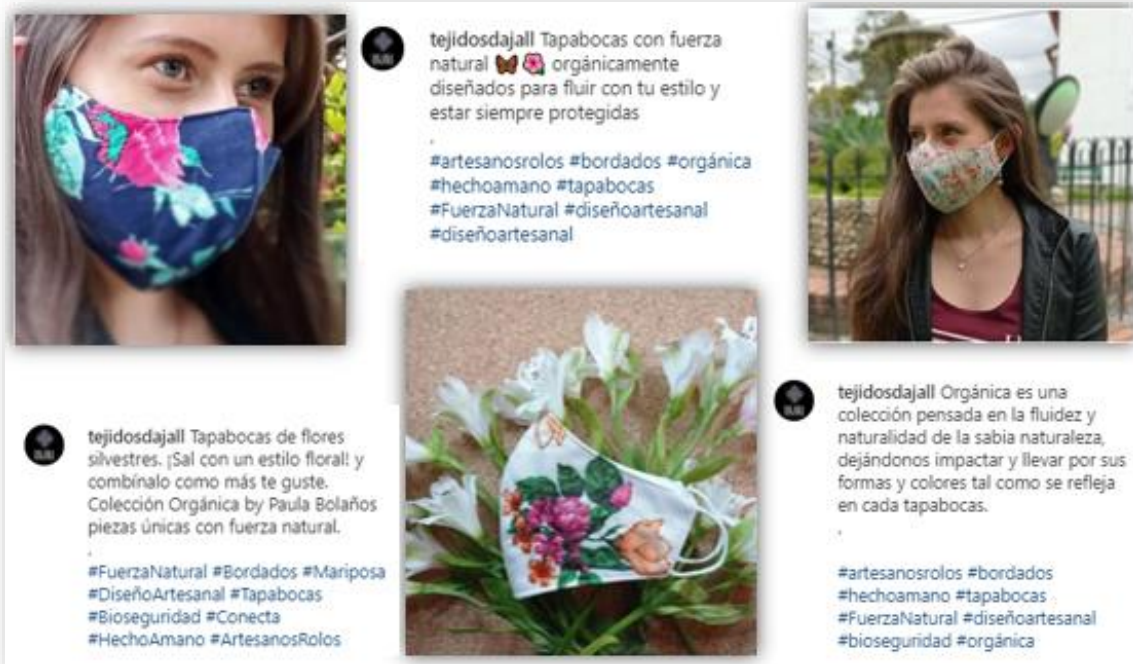 tejidosdajall Tapabocas con fuerza
natural 🦋🌺 orgánicamente
diseñados para fluir con tu estilo y
estar siempre protegidas
.
#artesanosrolos #bordados #orgánica
#hechoamano #tapabocas
#FuerzaNatural #diseñoartesanal
#diseñoartesanal
tejidosdajall Tapabocas de flores
silvestres. ¡Sal con un estilo floral! y
combínalo como más te guste.
Colección Orgánica by Paula Bolaños
piezas únicas con fuerza natural.
.
#FuerzaNatural #Bordados #Mariposa
#DiseñoArtesanal #Tapabocas
#Bioseguridad #Conecta
#HechoAmano #ArtesanosRolos
tejidosdajall Orgánica es una
colección pensada en la fluidez y
naturalidad de la sabia naturaleza,
dejándonos impactar y llevar por sus
formas y colores tal como se refleja
en cada tapabocas.
.
#artesanosrolos #bordados
#hechoamano #tapabocas
#FuerzaNatural #diseñoartesanal
#bioseguridad #orgánica